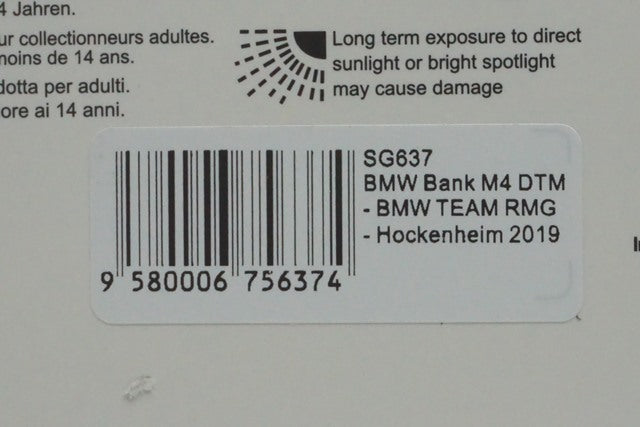 4 Jahren.
ur collectionneurs adultes.
moins de 14 ans.
dotta per adulti.
ore ai 14 anni.
Long term exposure to direct
sunlight or bright spotlight
may cause damage
SG637
BMW Bank M4 DTM
- BMW TEAM RMG
- Hockenheim 2019
9 580006 756374